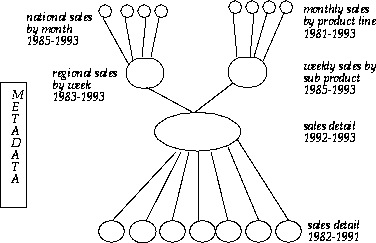 national sales
by month
1985-1993
monthly sales
by product line
1981-1993
regional sales
by week
1983-1993
weekly sales by
sub product
1985-1993
METADATA
sales detail
1992-1993
sales detail
1982-1991